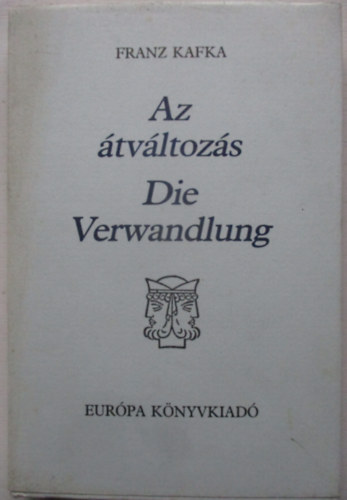 FRANZ KAFKA
Az
átváltozás
Die
Verwandlung
EURÓPA KÖNYVKIADÓ